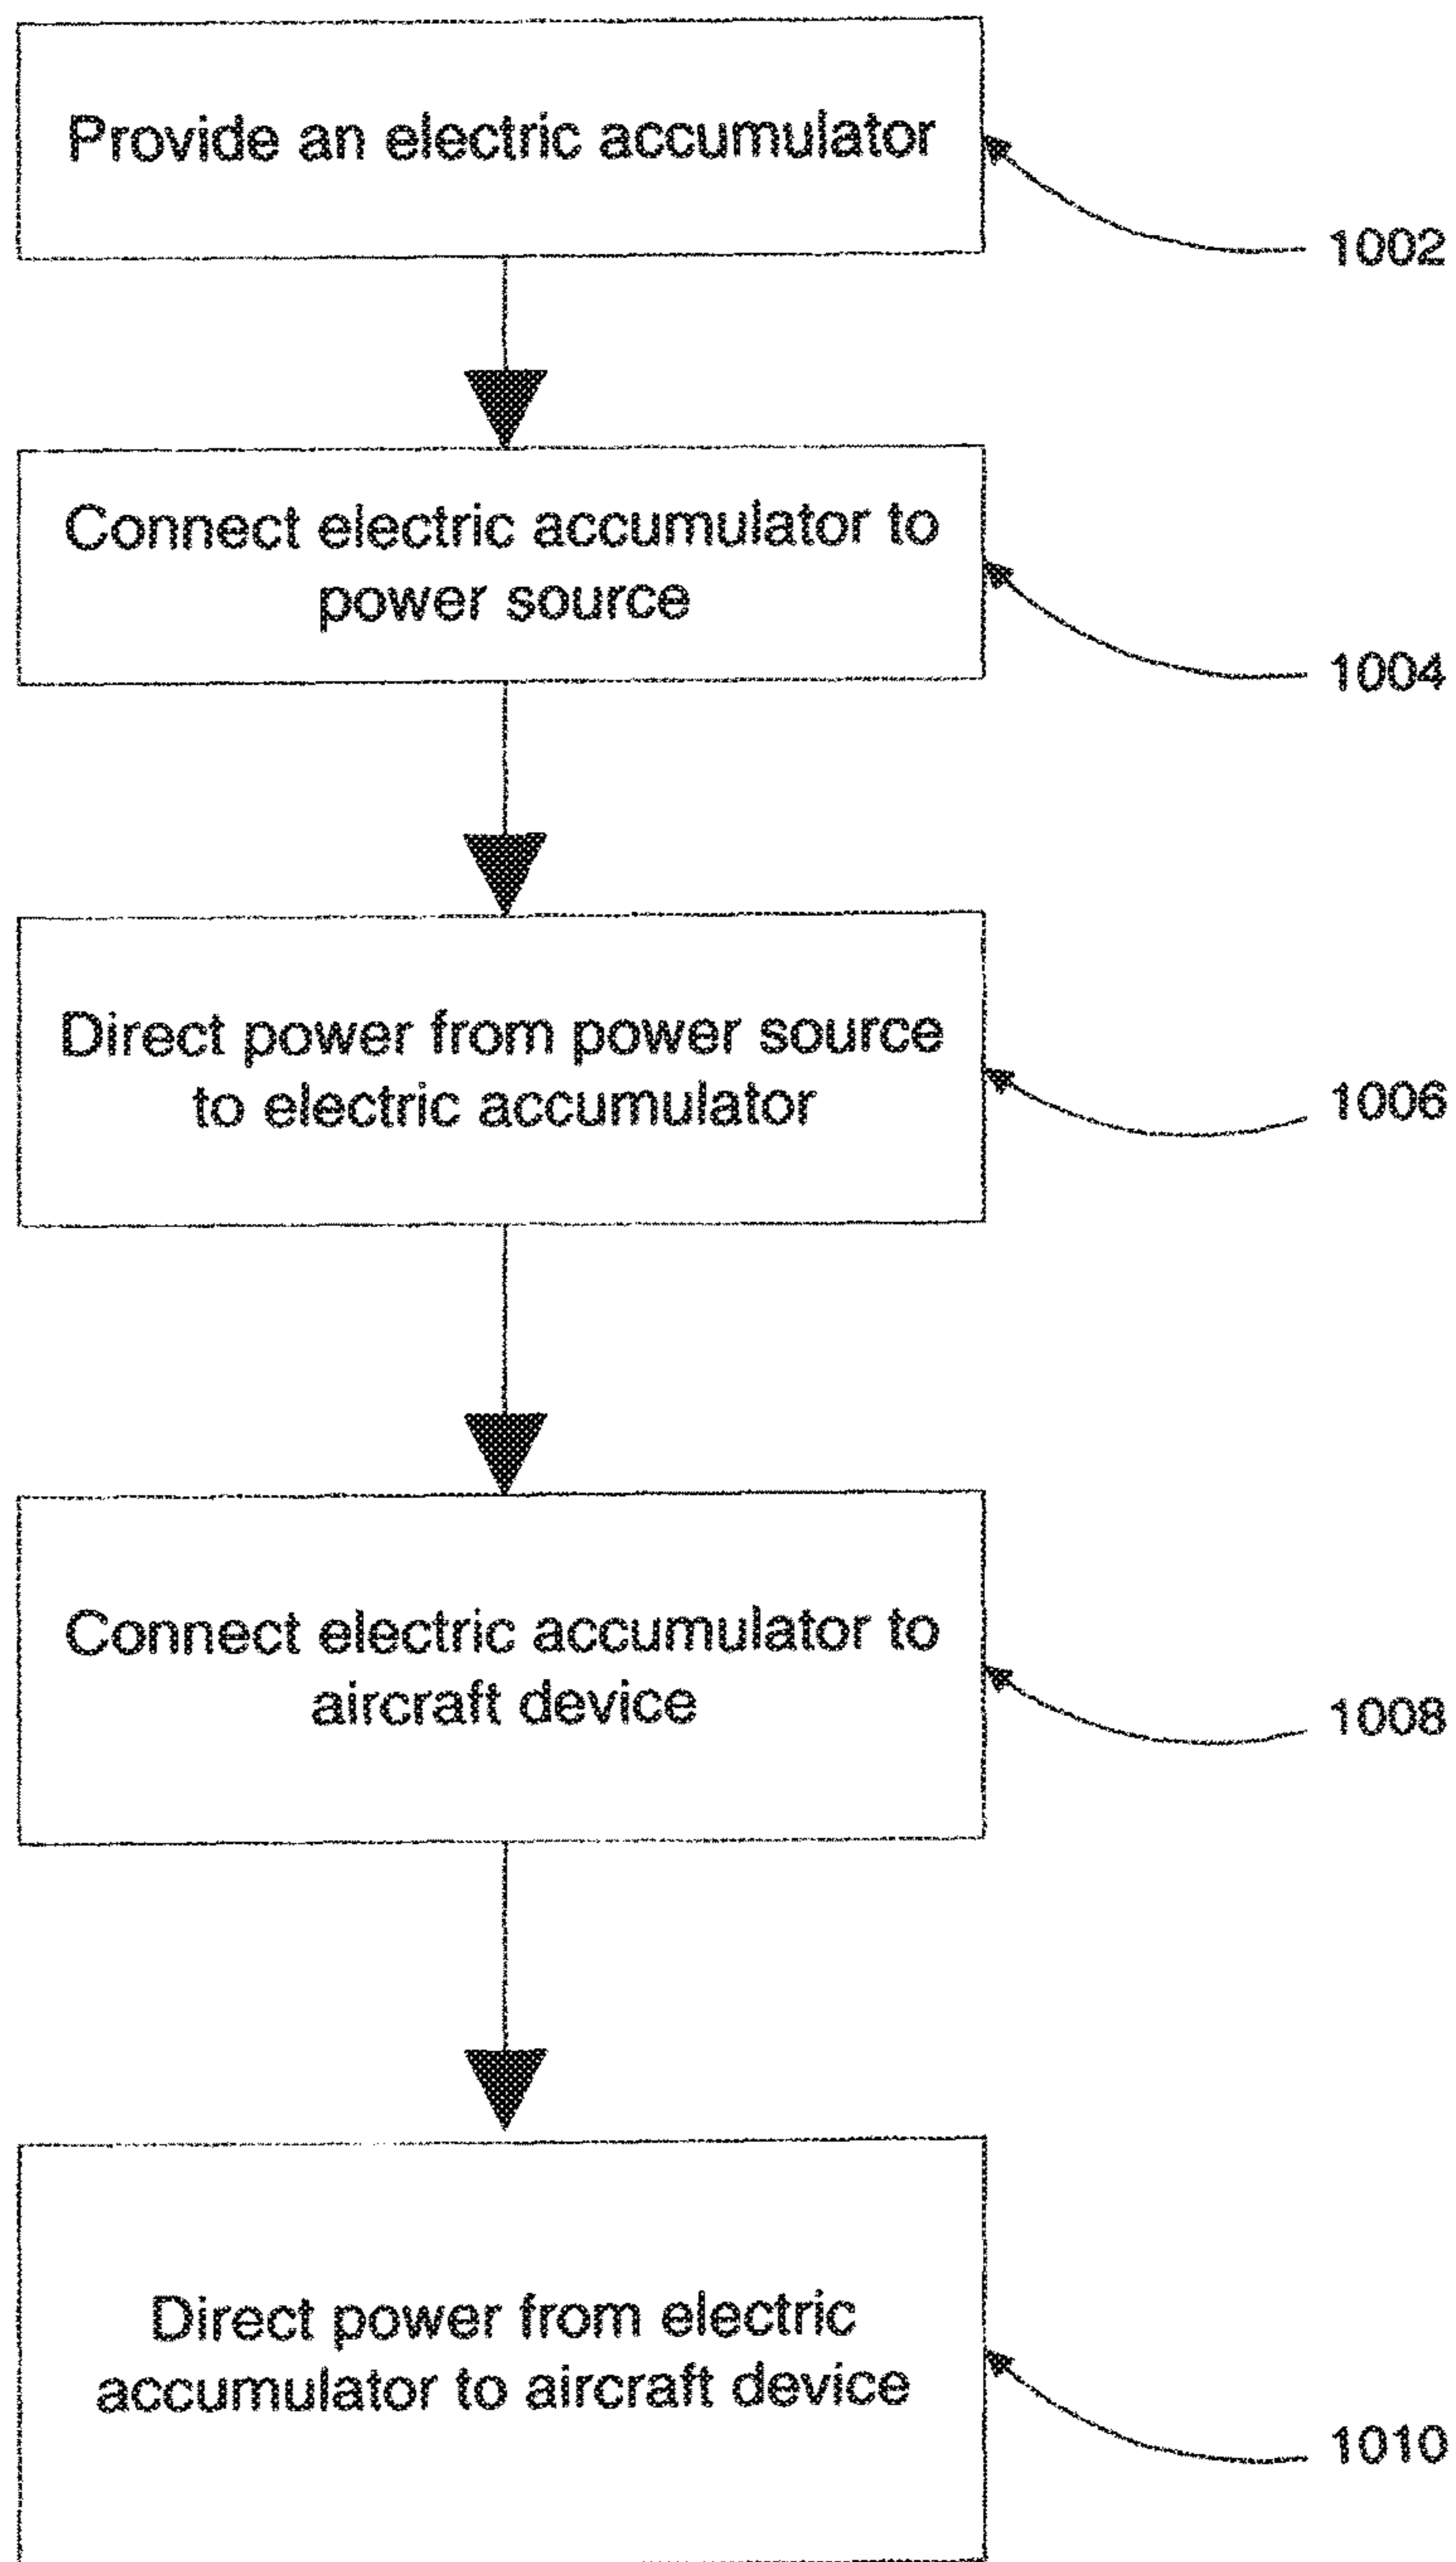 Provide an electric accumulator
1002
Connect electric accumulator to
power source
1004
Direct power from power source
to electric accumulator
1006
Connect electric accumulator to
aircraft device
1008
Direct power from electric
accumulator to aircraft device
1010